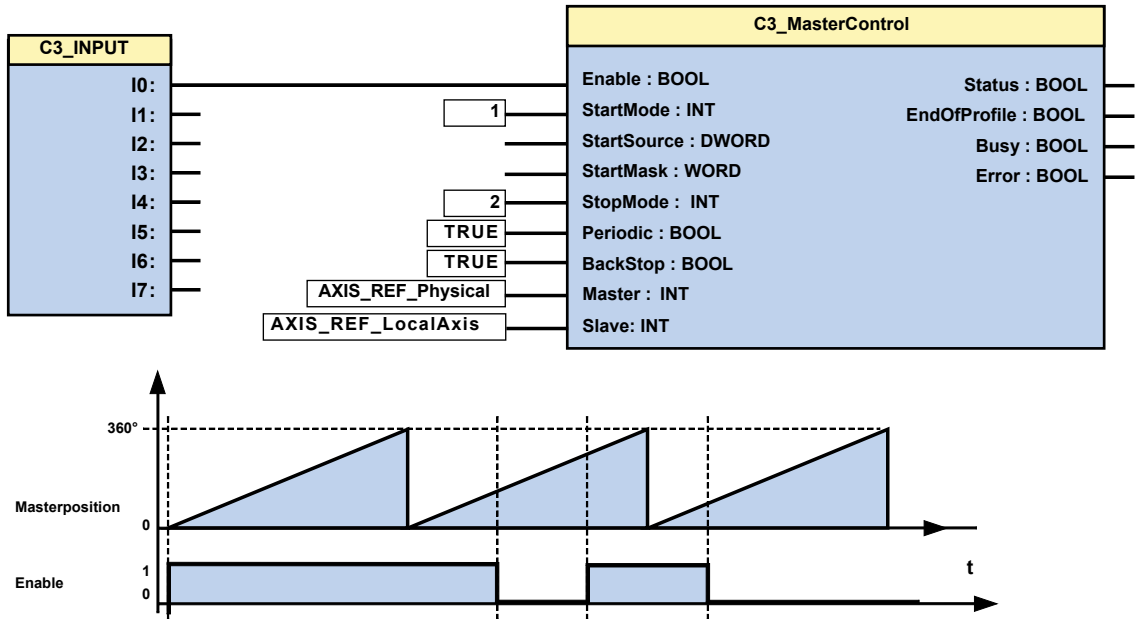 C3_INPUT
I0:
I1:
I2:
I3:
I4:
I5:
I6:
I7:
1
2
TRUE
TRUE
AXIS_REF_Physical
AXIS_REF_LocalAxis
C3_MasterControl
Enable : BOOL
StartMode : INT
StartSource : DWORD
StartMask : WORD
StopMode : INT
Periodic : BOOL
BackStop : BOOL
Master : INT
Slave: INT
Status : BOOL
EndOfProfile : BOOL
Busy : BOOL
Error : BOOL
360°
Masterposition
0
Enable
1
0
t